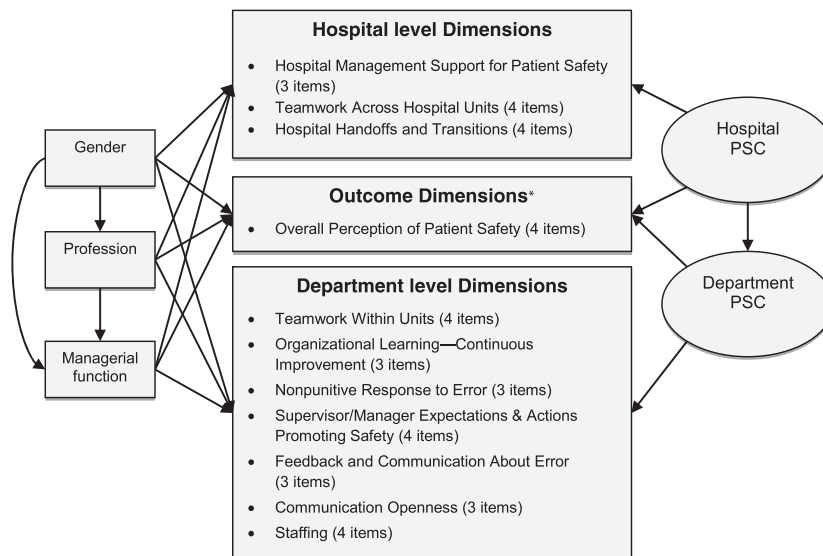 Hospital level Dimensions
• Hospital Management Support for Patient Safety
(3 items)
• Teamwork Across Hospital Units (4 items)
• Hospital Handoffs and Transitions (4 items)
Gender
Profession
Managerial
function
Outcome Dimensions*
• Overall Perception of Patient Safety (4 items)
Department level Dimensions
• Teamwork Within Units (4 items)
• Organizational Learning—Continuous
Improvement (3 items)
• Nonpunitive Response to Error (3 items)
• Supervisor/Manager Expectations & Actions
Promoting Safety (4 items)
• Feedback and Communication About Error
(3 items)
• Communication Openness (3 items)
• Staffing (4 items)
Hospital
PSC
Department
PSC